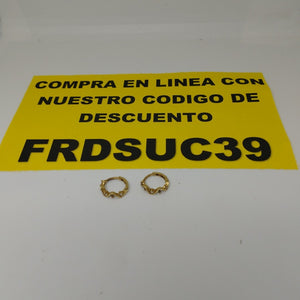 COMPRA EN LINEA CON
NUESTRO CODIGO DE
DESCUENTO
FRDSUC39